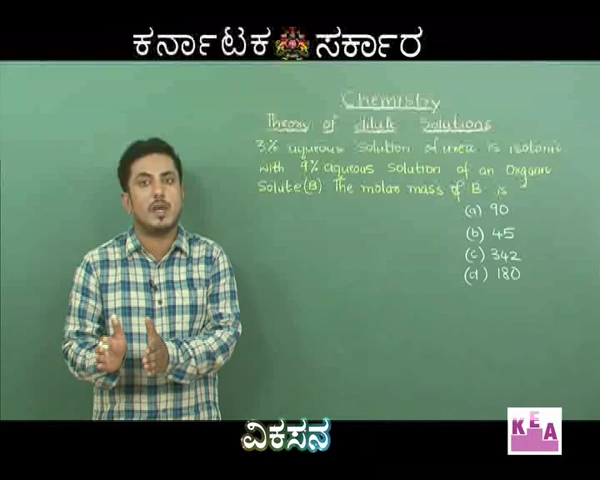 ಕರ್ನಾಟಕ ಸರ್ಕಾರ
Chemistry
Theory of dilute Solutions
3% aqueous solution of urea is isotonic
with 9% aqueous solution of an Organic
Solute (B) The molar mass of B is
(a) 90
(b) 45
(c) 342
(d) 180
ವಿಕಸನ
KEA